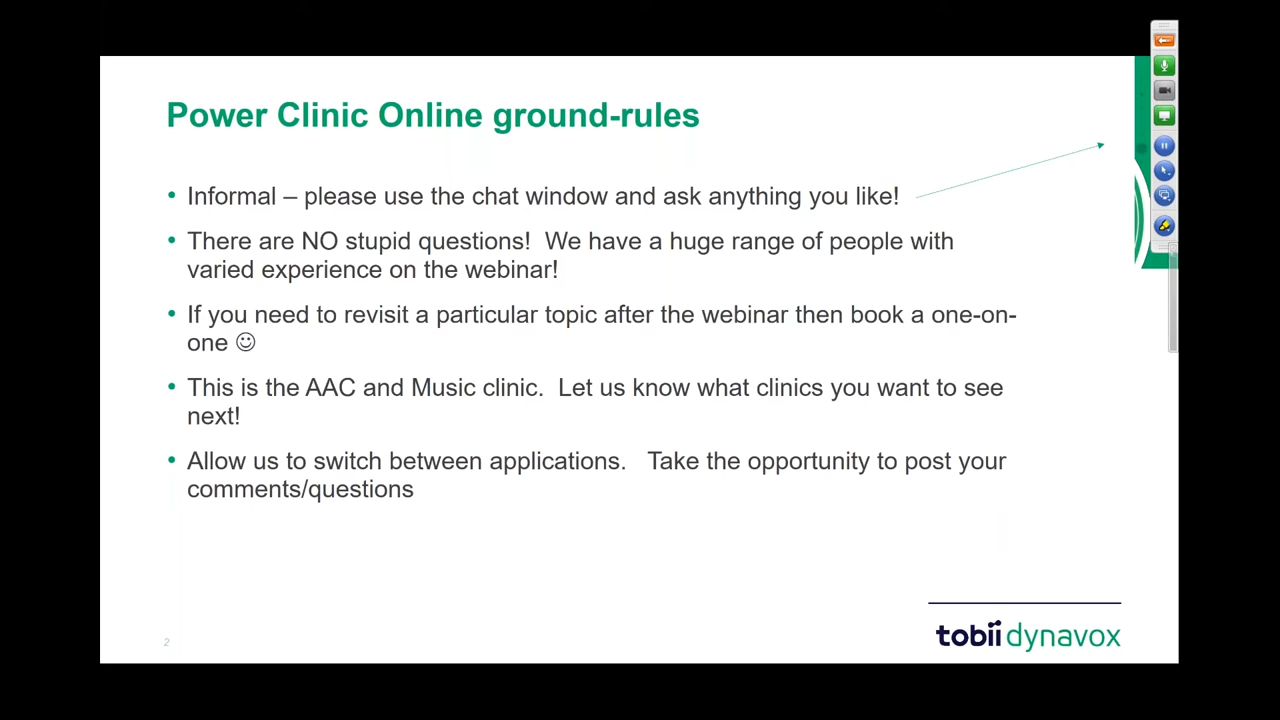 Power Clinic Online ground-rules
• Informal – please use the chat window and ask anything you like!
• There are NO stupid questions!  We have a huge range of people with
varied experience on the webinar!
• If you need to revisit a particular topic after the webinar then book a one-on-
one ☺
• This is the AAC and Music clinic.  Let us know what clinics you want to see
next!
• Allow us to switch between applications.   Take the opportunity to post your
comments/questions
2
tobii dynavox